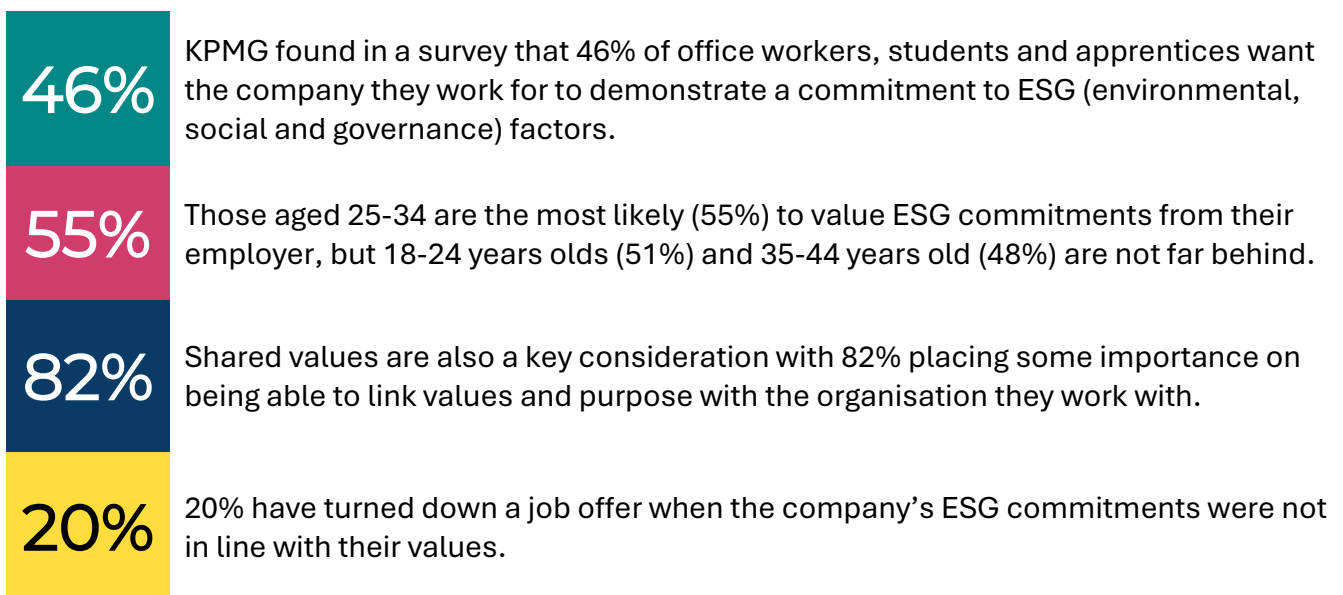 46%
KPMG found in a survey that 46% of office workers, students and apprentices want
the company they work for to demonstrate a commitment to ESG (environmental,
social and governance) factors.
55%
Those aged 25-34 are the most likely (55%) to value ESG commitments from their
employer, but 18-24 years olds (51%) and 35-44 years old (48%) are not far behind.
82%
Shared values are also a key consideration with 82% placing some importance on
being able to link values and purpose with the organisation they work with.
20%
20% have turned down a job offer when the company’s ESG commitments were not
in line with their values.